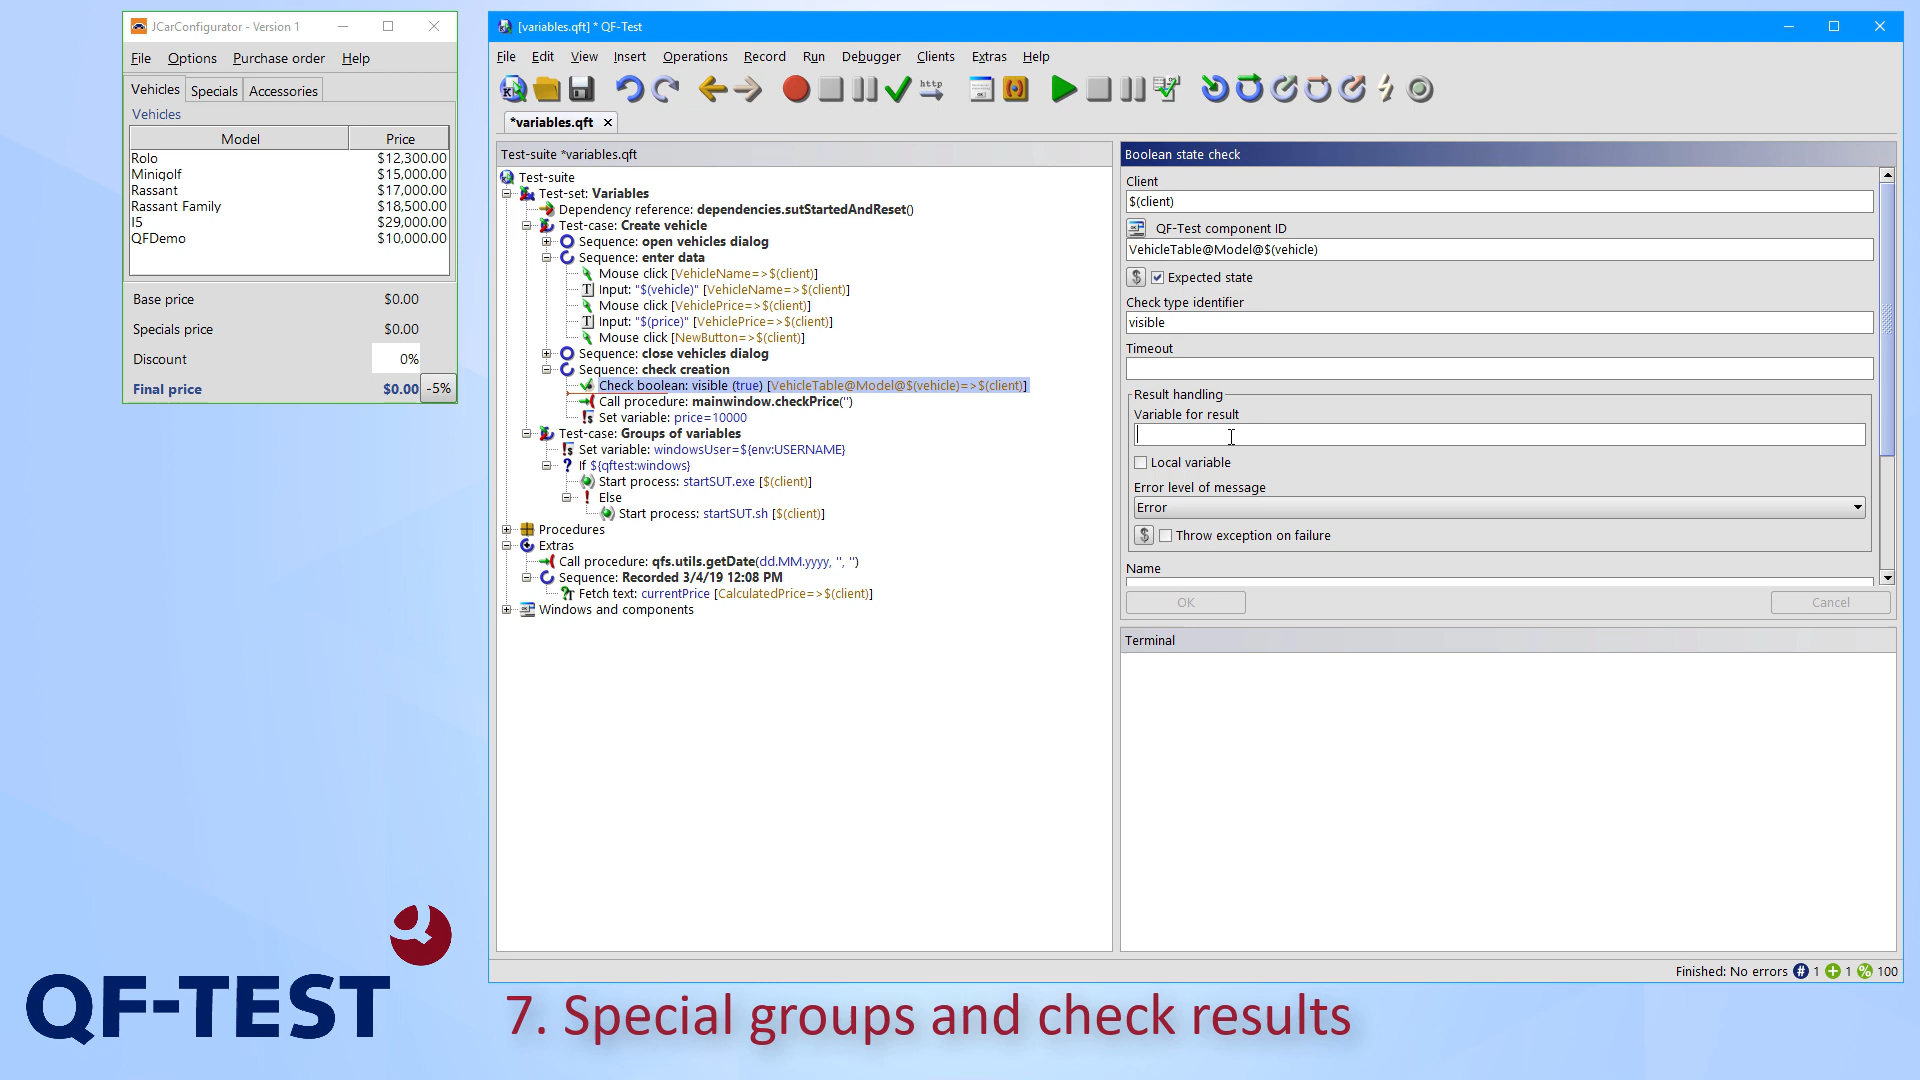 JCarConfigurator - Version 1
File Options Purchase order Help
Vehicles Specials Accessories
Vehicles
Model Price
Rolo $12,300.00
Minigolf $15,000.00
Rassant $17,000.00
Rassant Family $18,500.00
I5 $29,000.00
QFDemo $10,000.00
Base price $0.00
Specials price $0.00
Discount 0%
Final price $0.00 -5%
[variables.qft] * QF-Test
File Edit View Insert Operations Record Run Debugger Clients Extras Help
http
*variables.qft
Test-suite *variables.qft
Test-suite
Test-set: Variables
Dependency reference: dependencies.sutStartedAndReset()
Test-case: Create vehicle
Sequence: open vehicles dialog
Sequence: enter data
Mouse click [VehicleName=>$(client)]
Input: "$(vehicle)" [VehicleName=>$(client)]
Mouse click [VehiclePrice=>$(client)]
Input: "$(price)" [VehiclePrice=>$(client)]
Mouse click [NewButton=>$(client)]
Sequence: close vehicles dialog
Sequence: check creation
Check boolean: visible (true) [VehicleTable@Model@$(vehicle)=>$(client)]
Call procedure: mainwindow.checkPrice('')
Set variable: price=10000
Test-case: Groups of variables
Set variable: windowsUser=${env:USERNAME}
If ${qftest:windows}
Start process: startSUT.exe [$(client)]
Else
Start process: startSUT.sh [$(client)]
Procedures
Extras
Call procedure: qfs.utils.getDate(dd.MM.yyyy, '', '')
Sequence: Recorded 3/4/19 12:08 PM
Fetch text: currentPrice [CalculatedPrice=>$(client)]
Windows and components
Boolean state check
Client
$(client)
QF-Test component ID
VehicleTable@Model@$(vehicle)
$ Expected state
Check type identifier
visible
Timeout
Result handling
Variable for result
Local variable
Error level of message
Error
$ Throw exception on failure
Name
OK Cancel
Terminal
Finished: No errors # 1 + 1 % 100
QF-TEST
7. Special groups and check results